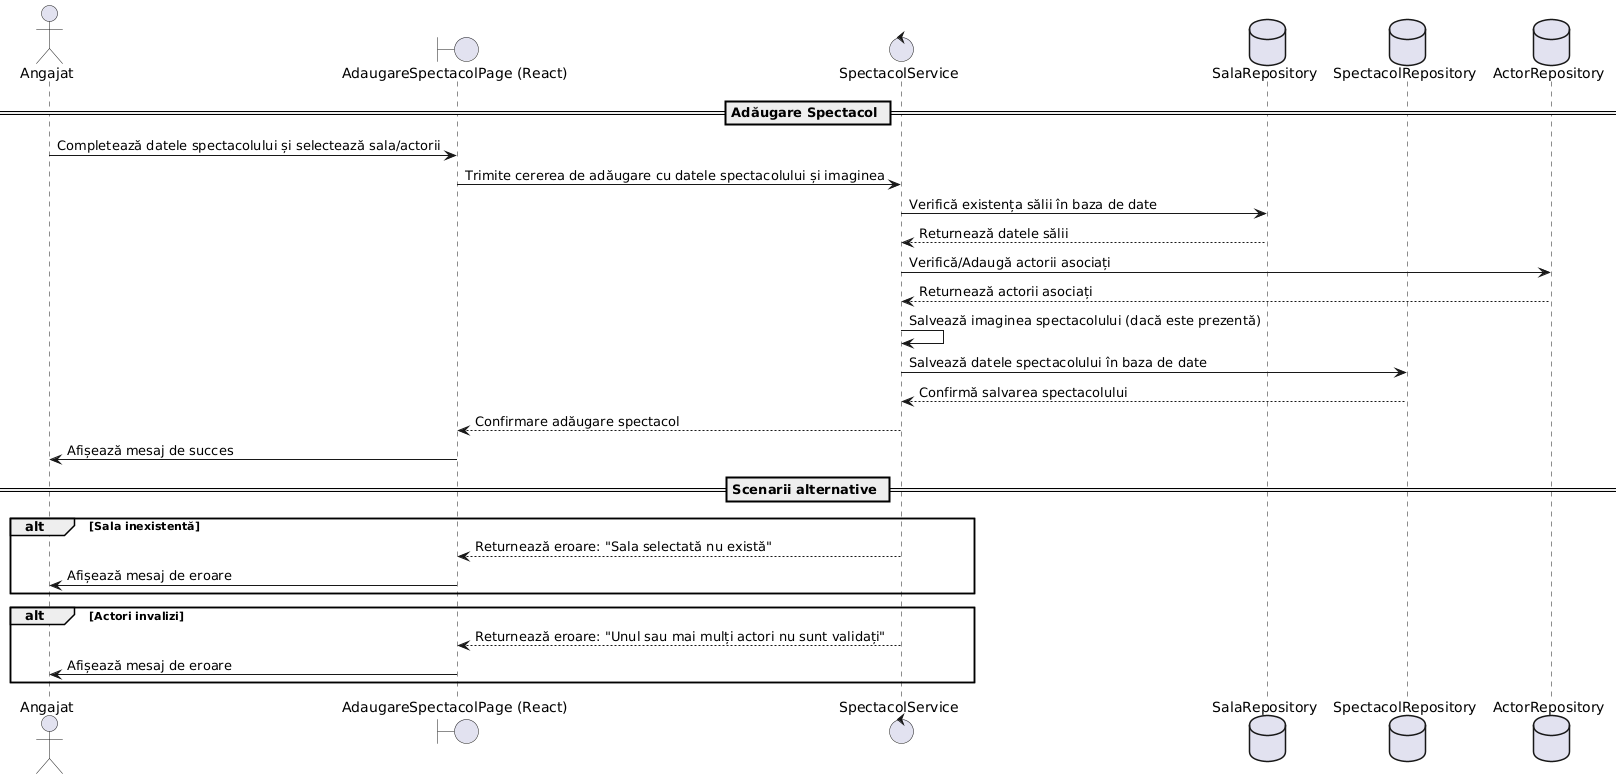 Angajat
AdaugareSpectacolPage (React)
SpectacolService
SalaRepository
SpectacolRepository
ActorRepository
Adăugare Spectacol
Completează datele spectacolului și selectează sala/actorii
Trimite cererea de adăugare cu datele spectacolului și imaginea
Verifică existența sălii în baza de date
Returnează datele sălii
Verifică/Adaugă actorii asociați
Returnează actorii asociați
Salvează imaginea spectacolului (dacă este prezentă)
Salvează datele spectacolului în baza de date
Confirmă salvarea spectacolului
Confirmare adăugare spectacol
Afișează mesaj de succes
Scenarii alternative
alt [Sala inexistentă]
Returnează eroare: "Sala selectată nu există"
Afișează mesaj de eroare
alt [Actori invalizi]
Returnează eroare: "Unul sau mai mulți actori nu sunt validați"
Afișează mesaj de eroare
Angajat
AdaugareSpectacolPage (React)
SpectacolService
SalaRepository
SpectacolRepository
ActorRepository